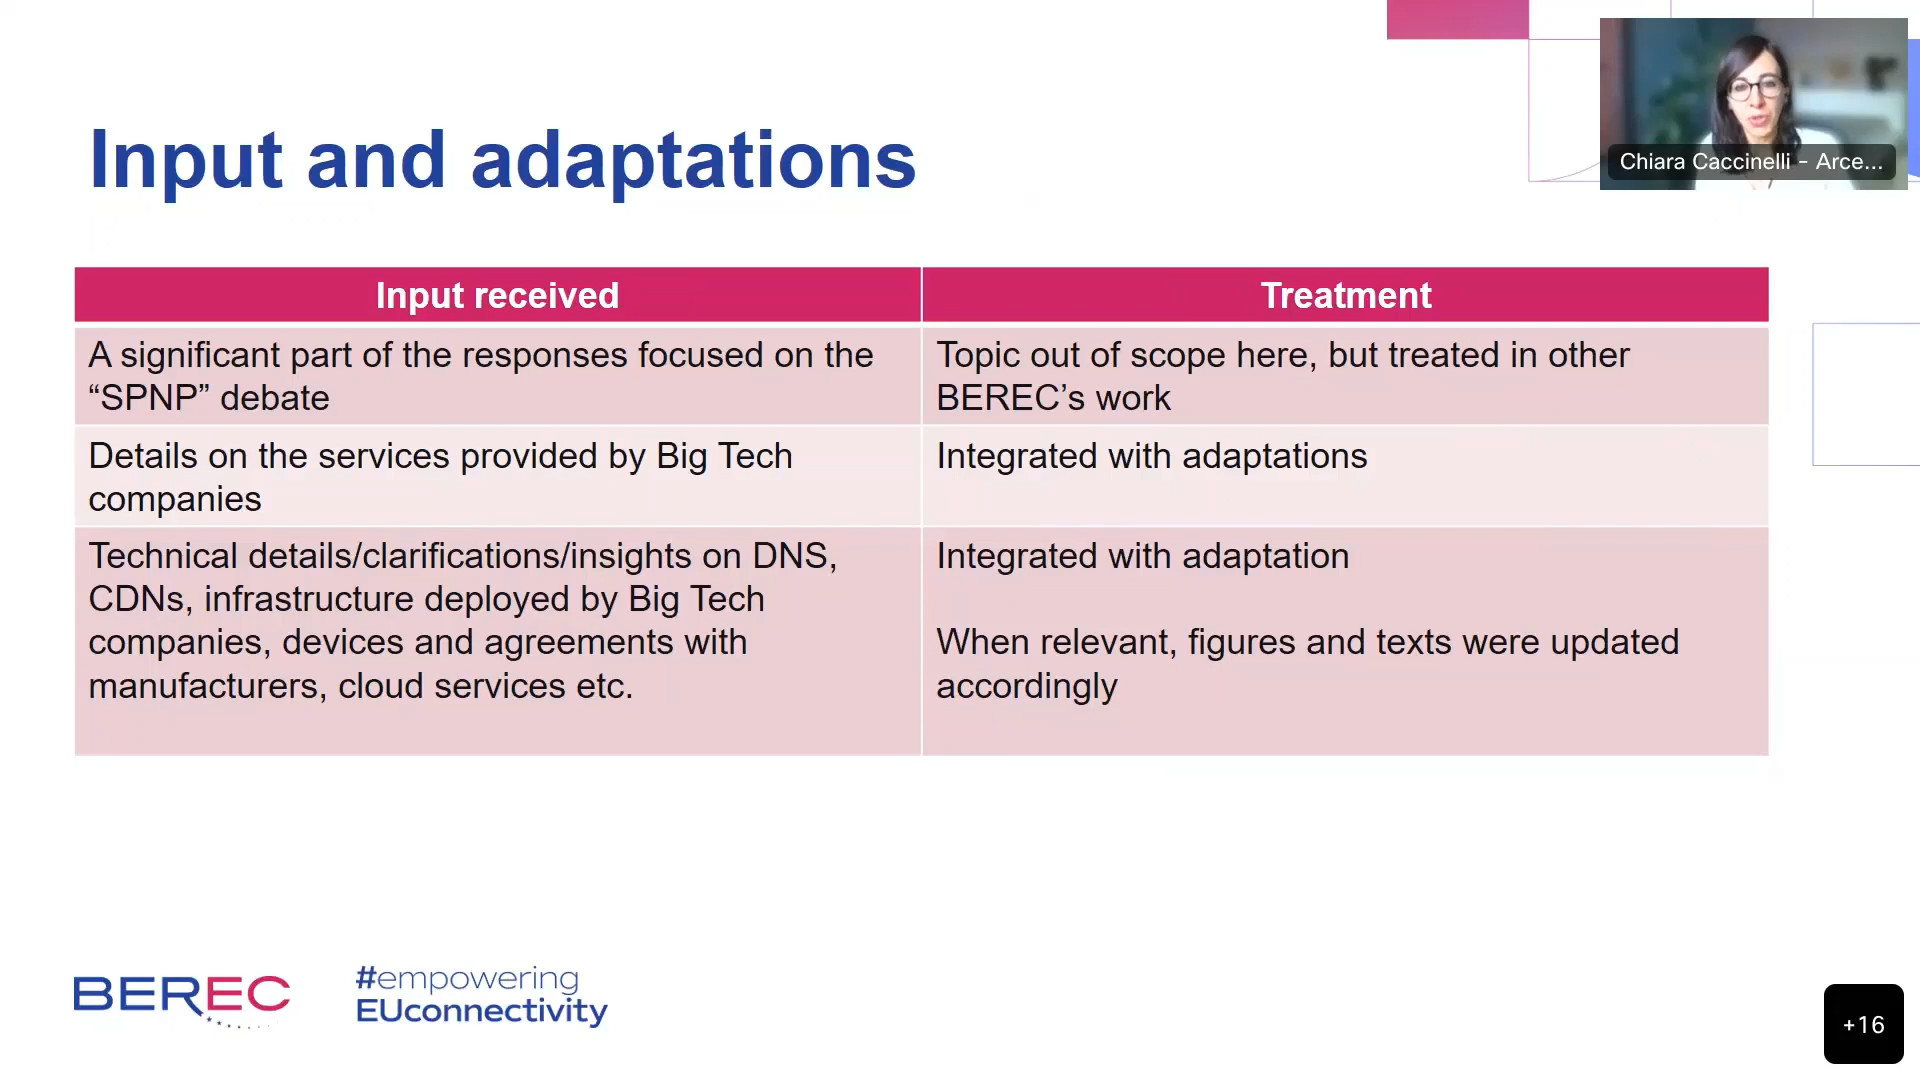 Chiara Caccinelli - Arce...
Input and adaptations
Input received
Treatment
A significant part of the responses focused on the
“SPNP” debate
Topic out of scope here, but treated in other
BEREC’s work
Details on the services provided by Big Tech
companies
Integrated with adaptations
Technical details/clarifications/insights on DNS,
CDNs, infrastructure deployed by Big Tech
companies, devices and agreements with
manufacturers, cloud services etc.
Integrated with adaptation
When relevant, figures and texts were updated
accordingly
BEREC
#empowering
EUconnectivity
+16